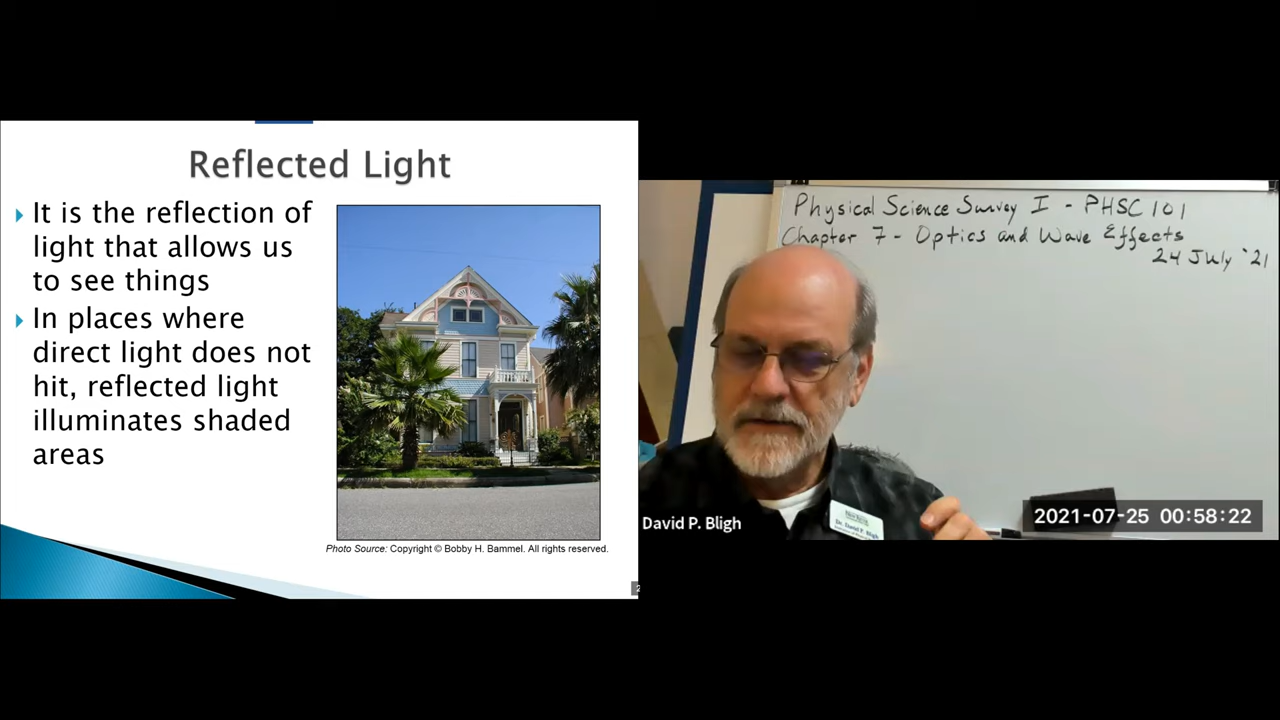 Reflected Light
It is the reflection of
light that allows us
to see things
In places where
direct light does not
hit, reflected light
illuminates shaded
areas
Photo Source: Copyright © Bobby H. Bammel. All rights reserved.
Physical Science Survey I - PHSC 101
Chapter 7 - Optics and Wave Effects
24 July `21
David P. Bligh
Dr. David P. Bligh
2021-07-25 00:58:22